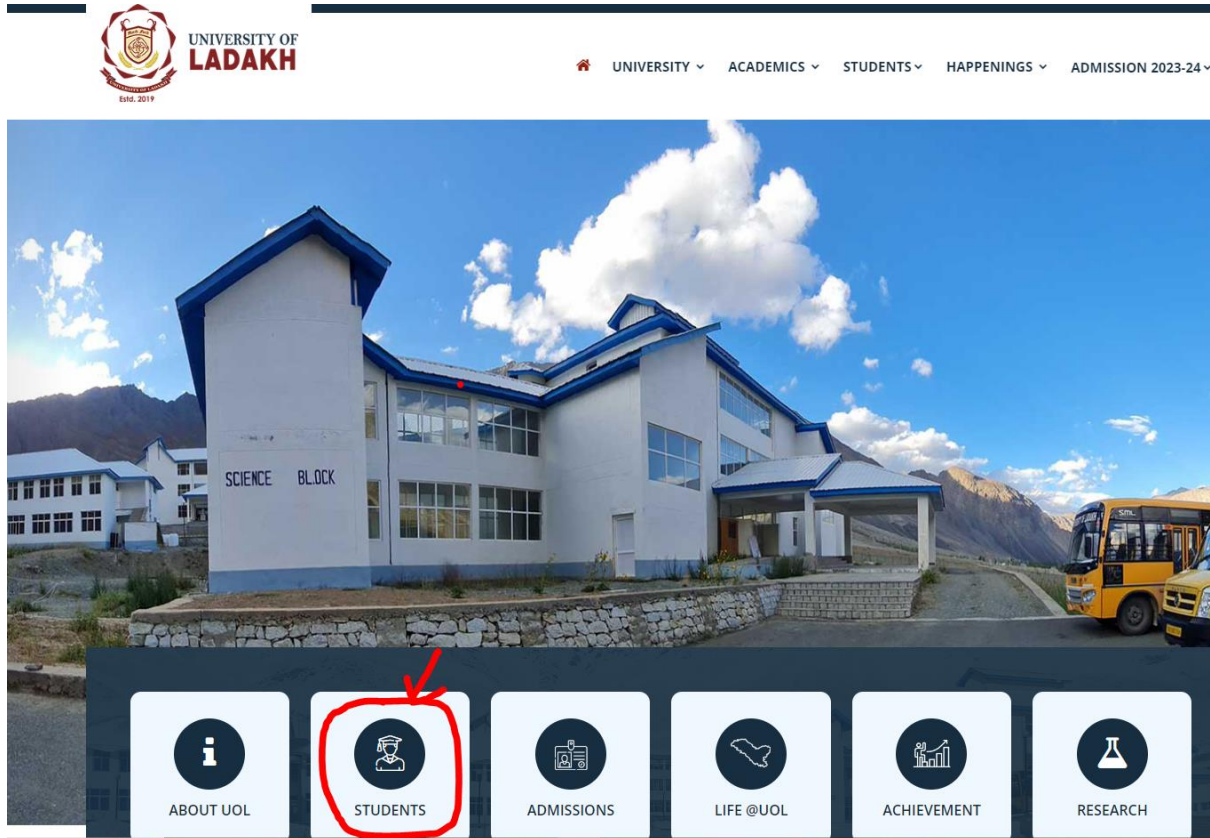 UNIVERSITY OF
LADAKH
Estd. 2019
UNIVERSITY
ACADEMICS
STUDENTS
HAPPENINGS
ADMISSION 2023-24
SCIENCE BLOCK
SML
ABOUT UOL
STUDENTS
ADMISSIONS
LIFE @UOL
ACHIEVEMENT
RESEARCH